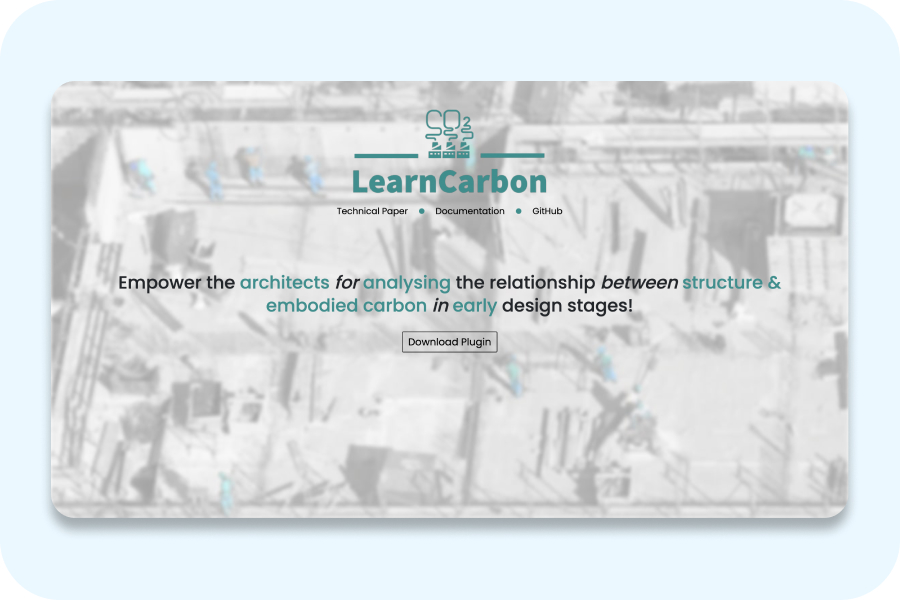 CO2
LearnCarbon
Technical Paper • Documentation • GitHub
Empower the architects for analysing the relationship between structure &
embodied carbon in early design stages!
Download Plugin